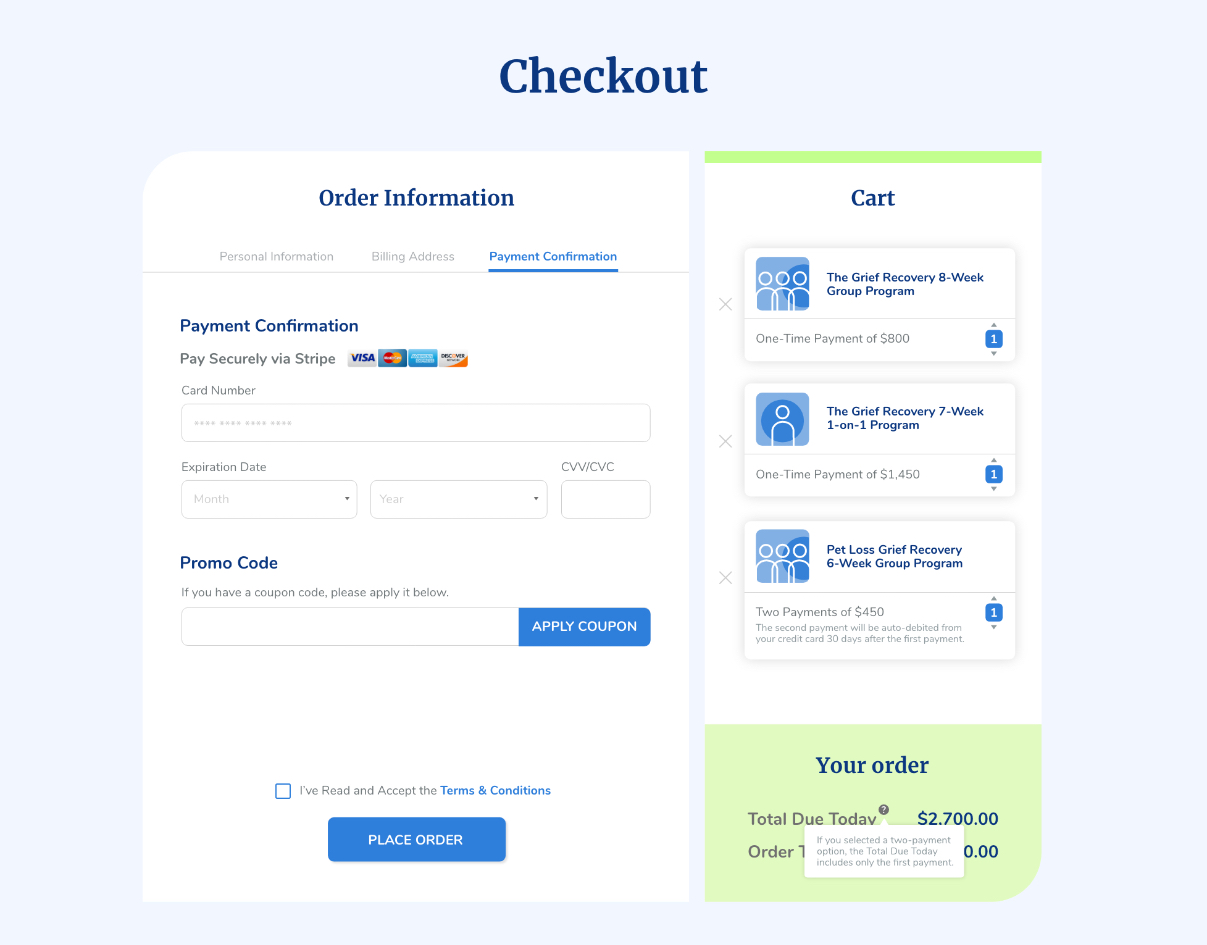 Checkout
Order Information
Personal Information
Billing Address
Payment Confirmation
Payment Confirmation
Pay Securely via Stripe
VISA
DISCOVER
Card Number
**** **** **** ****
Expiration Date
CVV/CVC
Month
Year
Promo Code
If you have a coupon code, please apply it below.
APPLY COUPON
I've Read and Accept the Terms & Conditions
PLACE ORDER
Cart
The Grief Recovery 8-Week
Group Program
One-Time Payment of $800
1
The Grief Recovery 7-Week
1-on-1 Program
One-Time Payment of $1,450
1
Pet Loss Grief Recovery
6-Week Group Program
Two Payments of $450
1
The second payment will be auto-debited from
your credit card 30 days after the first payment.
Your order
Total Due Today ? $2,700.00
Order T 0.00
If you selected a two-payment
option, the Total Due Today
includes only the first payment.